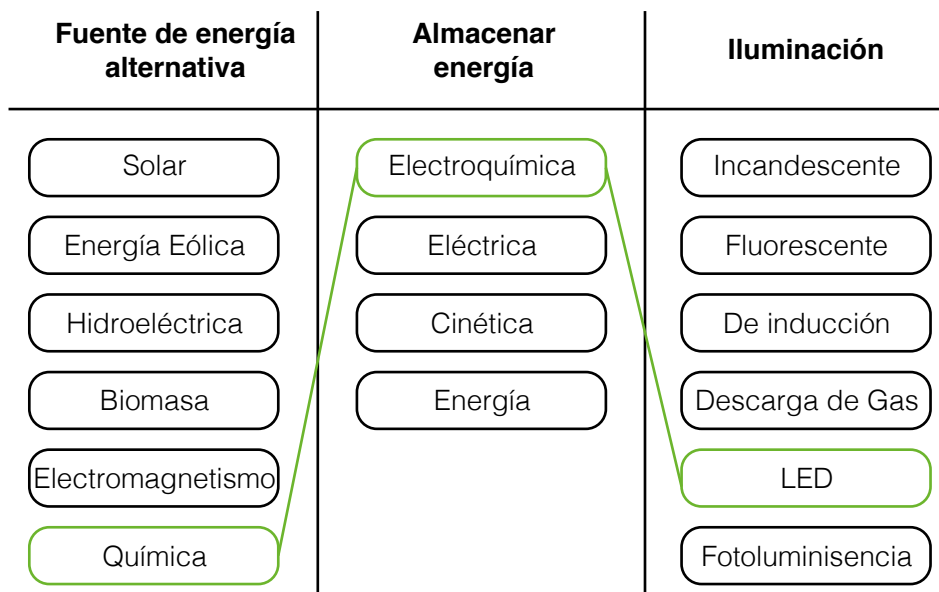 Fuente de energía
alternativa
Almacenar
energía
Iluminación
Solar
Electroquímica
Incandescente
Energía Eólica
Eléctrica
Fluorescente
Hidroeléctrica
Cinética
De inducción
Biomasa
Energía
Descarga de Gas
Electromagnetismo
LED
Química
Fotoluminisencia